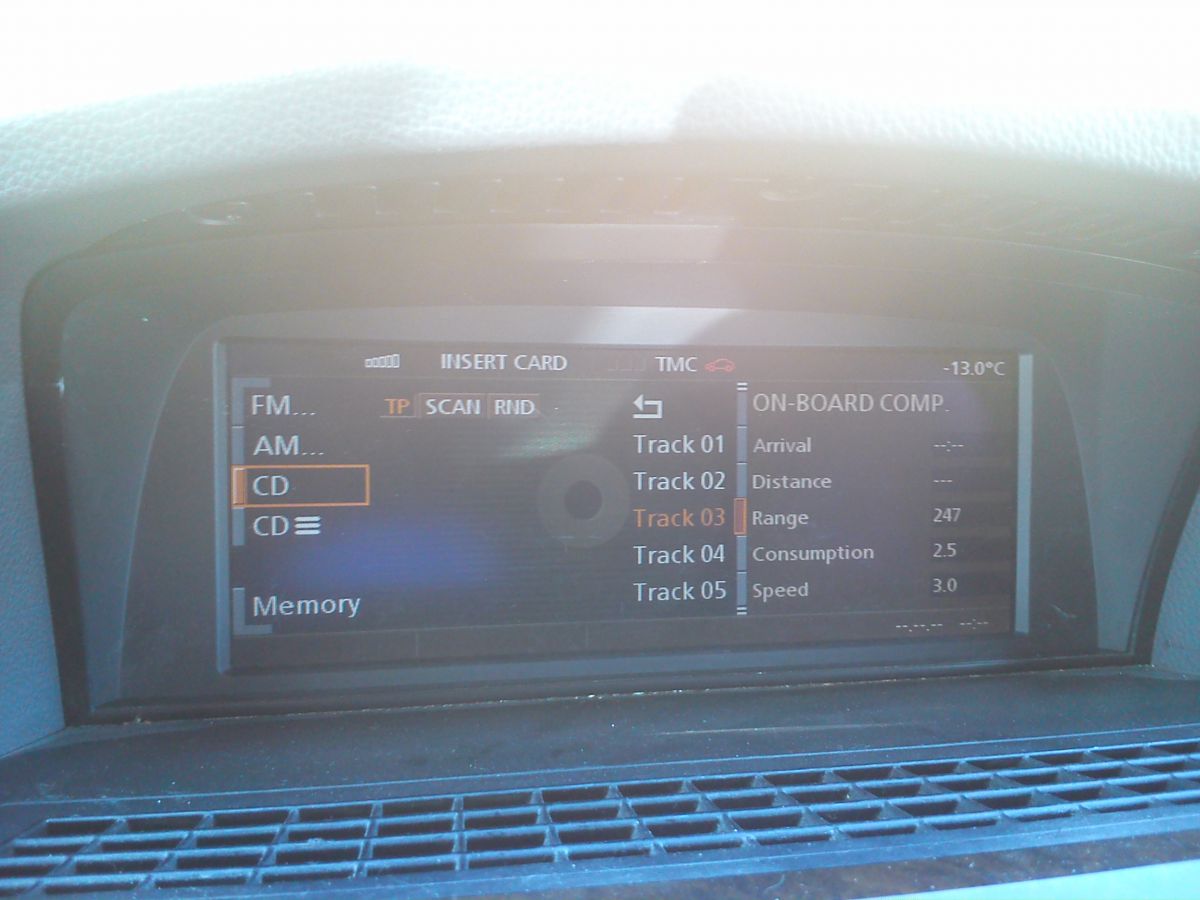 INSERT CARD TMC -13.0°C
FM...
AM...
CD
CD
Memory
TP SCAN RND
Track 01
Track 02
Track 03
Track 04
Track 05
ON-BOARD COMP.
Arrival --:--
Distance ---
Range 247
Consumption 2.5
Speed 3.0
--.--.-- --:--